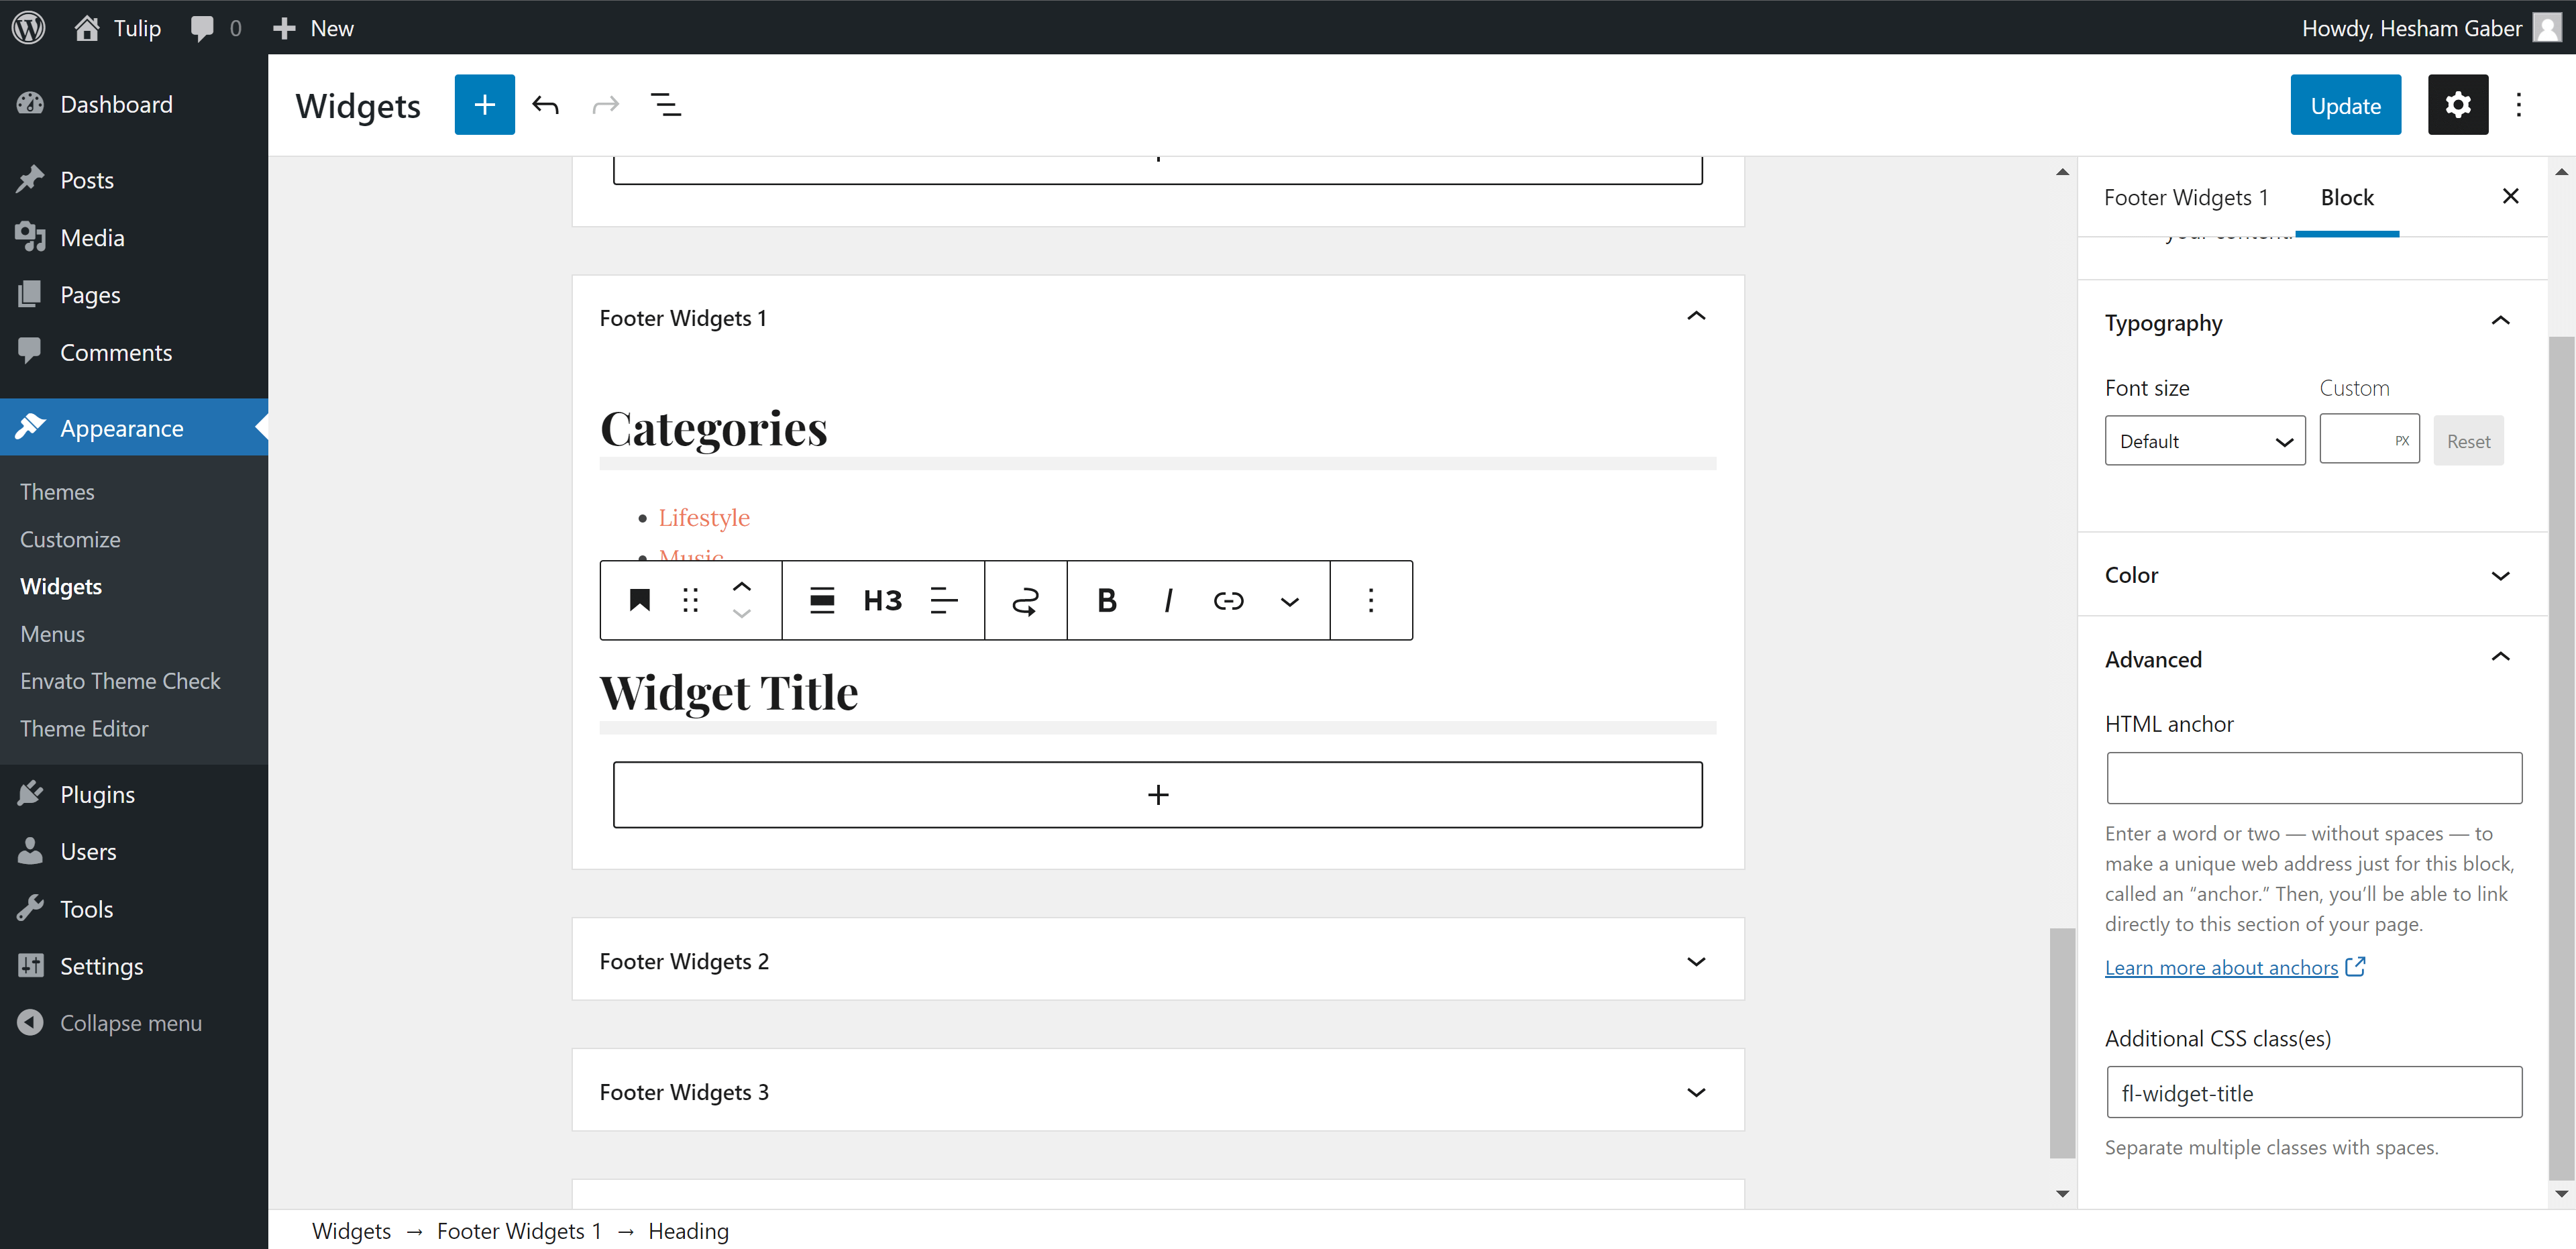 Tulip 0 New Howdy, Hesham Gaber
Dashboard
Posts
Media
Pages
Comments
Appearance
Themes
Customize
Widgets
Menus
Envato Theme Check
Theme Editor
Plugins
Users
Tools
Settings
Collapse menu
Widgets Update
Footer Widgets 1
Categories
Lifestyle
Music
H3 B I
Widget Title
Footer Widgets 2
Footer Widgets 3
Footer Widgets 1 Block
your content.
Typography
Font size Custom
Default PX Reset
Color
Advanced
HTML anchor
Enter a word or two — without spaces — to
make a unique web address just for this block,
called an “anchor.” Then, you’ll be able to link
directly to this section of your page.
Learn more about anchors
Additional CSS class(es)
fl-widget-title
Separate multiple classes with spaces.
Widgets → Footer Widgets 1 → Heading